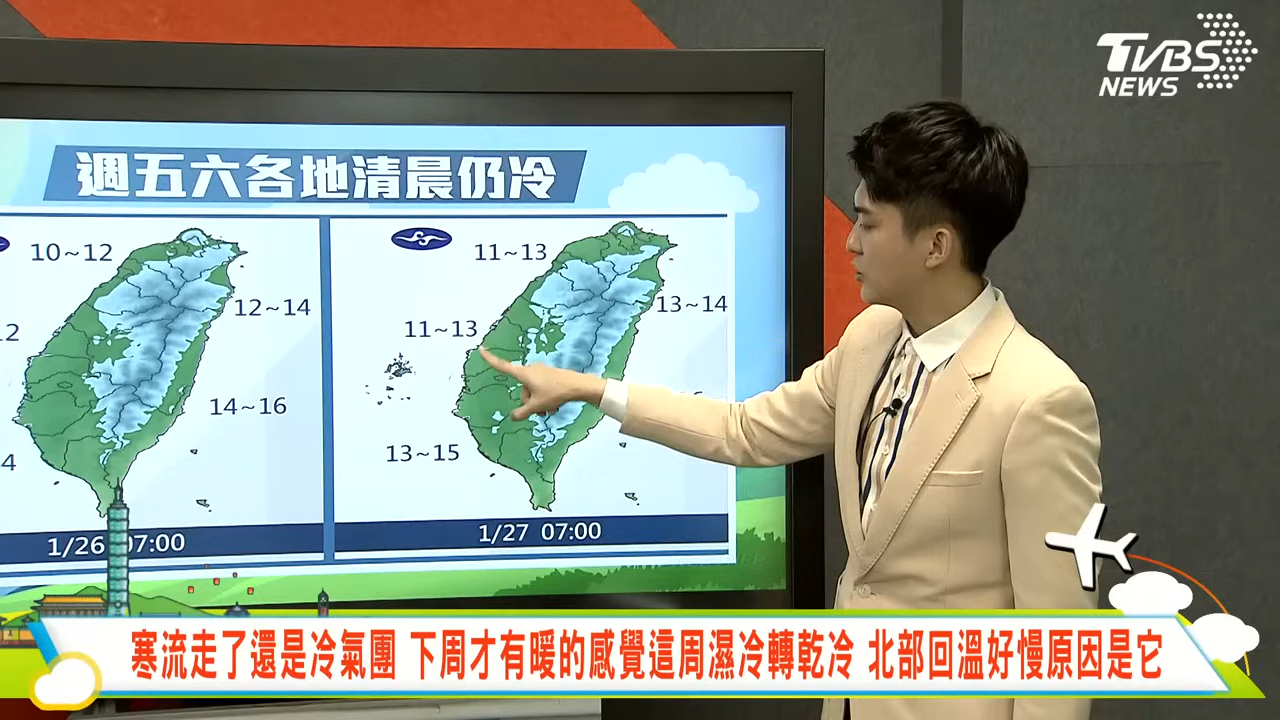 TVBS
NEWS
週五六各地清晨仍冷
10~12
12~14
14~16
1/26 07:00
11~13
13~14
11~13
13~15
1/27 07:00
寒流走了還是冷氣團 下周才有暖的感覺這周濕冷轉乾冷 北部回溫好慢原因是它